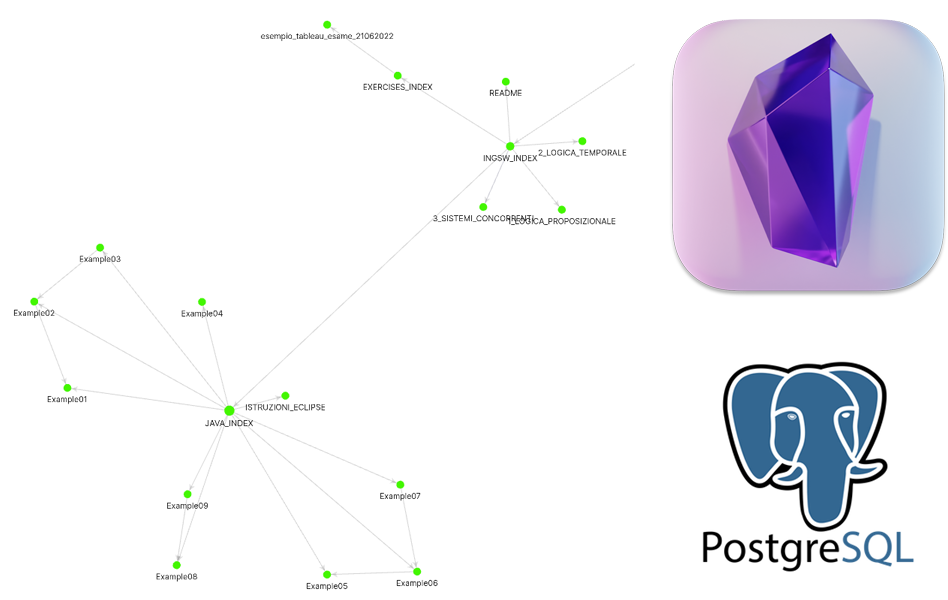 esempio_tableau_esame_21062022
EXERCISES_INDEX
README
INGSW_INDEX
2_LOGICA_TEMPORALE
3_SISTEMI_CONCORRENTI
1_LOGICA_PROPOSIZIONALE
Example03
Example02
Example04
Example01
ISTRUZIONI_ECLIPSE
JAVA_INDEX
Example07
Example09
Example08
Example05
Example06
PostgreSQL